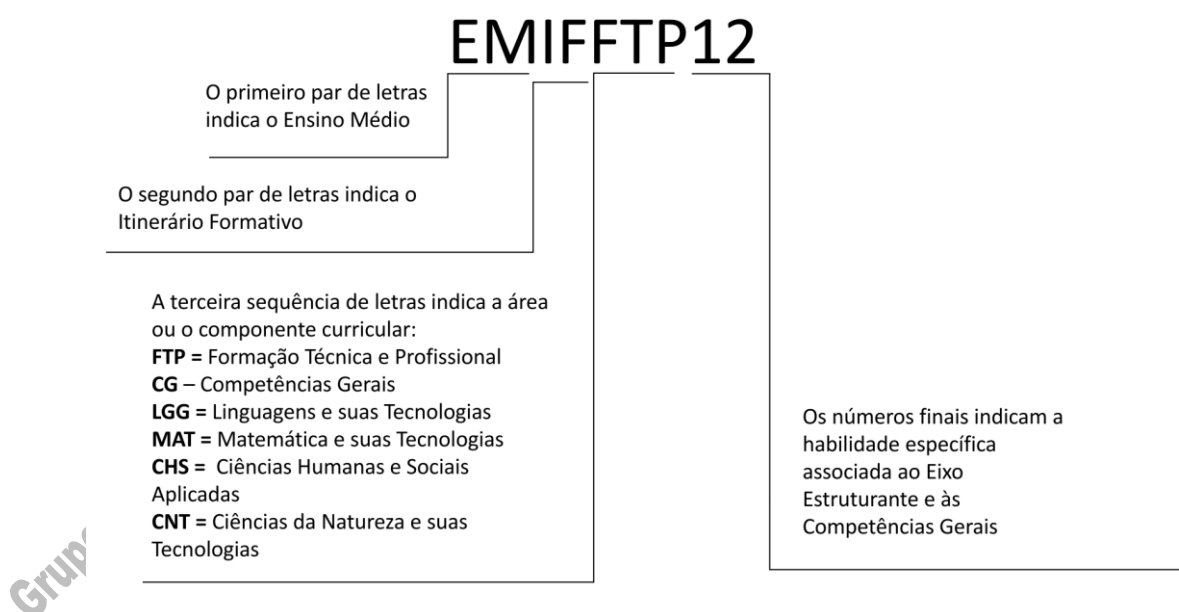 EMIFFTP12
O primeiro par de letras
indica o Ensino Médio
O segundo par de letras indica o
Itinerário Formativo
A terceira sequência de letras indica a área
ou o componente curricular:
FTP = Formação Técnica e Profissional
CG – Competências Gerais
LGG = Linguagens e suas Tecnologias
MAT = Matemática e suas Tecnologias
CHS = Ciências Humanas e Sociais
Aplicadas
CNT = Ciências da Natureza e suas
Tecnologias
Os números finais indicam a
habilidade específica
associada ao Eixo
Estruturante e às
Competências Gerais